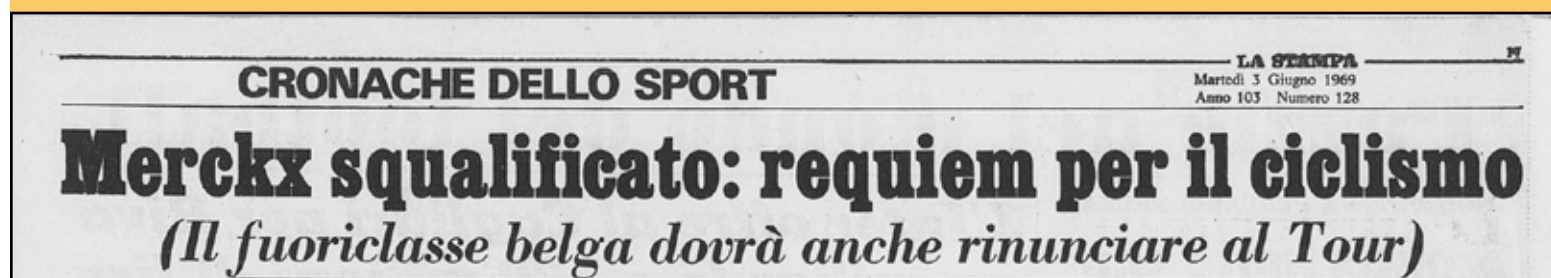 CRONACHE DELLO SPORT
LA STAMPA
Martedì 3 Giugno 1969
Anno 103 Numero 128
Merckx squalificato: requiem per il ciclismo
(Il fuoriclasse belga dovrà anche rinunciare al Tour)